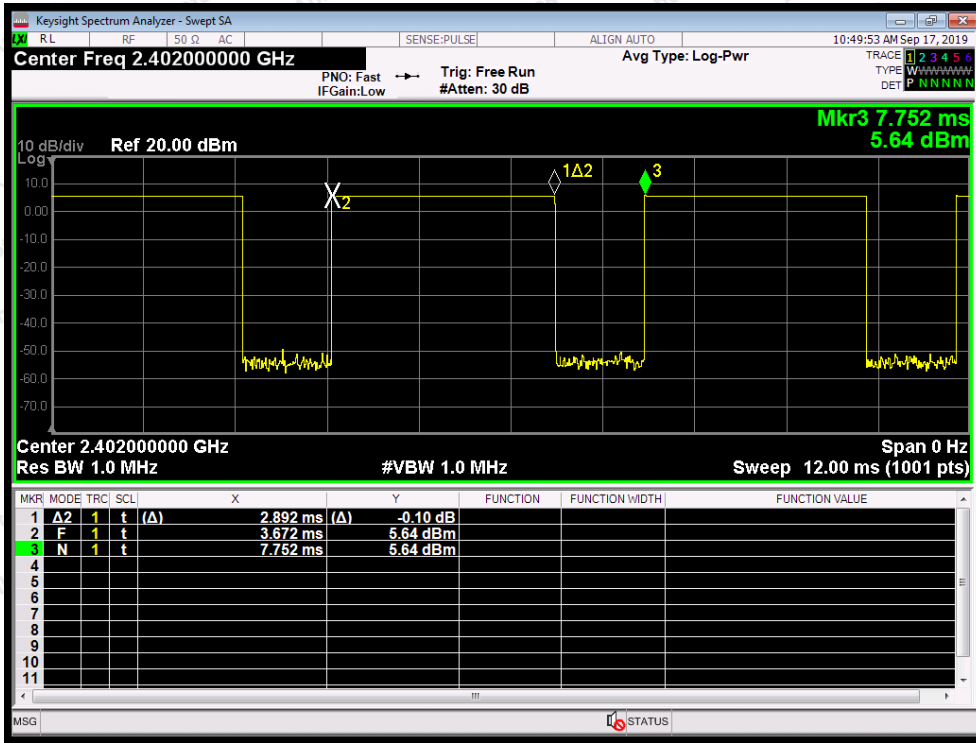 Keysight Spectrum Analyzer - Swept SA
LXI RL RF 50 Ω AC SENSE:PULSE ALIGN AUTO 10:49:53 AM Sep 17, 2019
Center Freq 2.402000000 GHz
PNO: Fast
IFGain:Low
Trig: Free Run
#Atten: 30 dB
Avg Type: Log-Pwr
TRACE 1 2 3 4 5 6
TYPE WWWWWW
DET P N N N N N
Mkr3 7.752 ms
5.64 dBm
10 dB/div Ref 20.00 dBm
Log
10.0
0.00
-10.0
-20.0
-30.0
-40.0
-50.0
-60.0
-70.0
X2
1Δ2
3
Center 2.402000000 GHz Span 0 Hz
Res BW 1.0 MHz #VBW 1.0 MHz Sweep 12.00 ms (1001 pts)
MKR MODE TRC SCL X Y FUNCTION FUNCTION WIDTH FUNCTION VALUE
1 Δ2 1 t (Δ) 2.892 ms (Δ) -0.10 dB
2 F 1 t 3.672 ms 5.64 dBm
3 N 1 t 7.752 ms 5.64 dBm
4
5
6
7
8
9
10
11
MSG STATUS